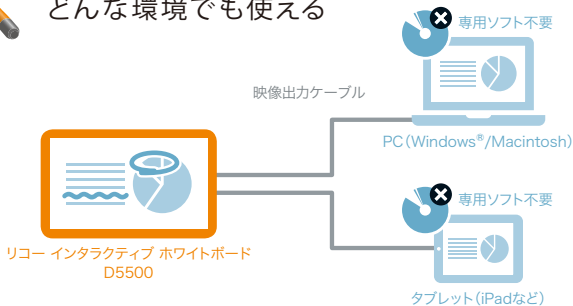 どんな環境でも使える
専用ソフト不要
映像出力ケーブル
PC(Windows®/Macintosh)
専用ソフト不要
リコー インタラクティブ ホワイトボード
D5500
タブレット(iPadなど)